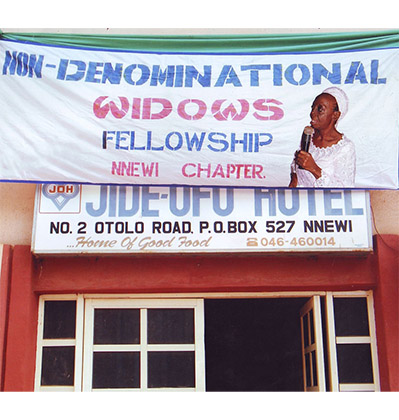 NON-DENOMINATIONAL
WIDOWS
FELLOWSHIP
NNEWI CHAPTER.
JOH
JIDE-OFO HOTEL
NO. 2 OTOLO ROAD, P.O.BOX 527 NNEWI
...Home Of Good Food ☎046-460014